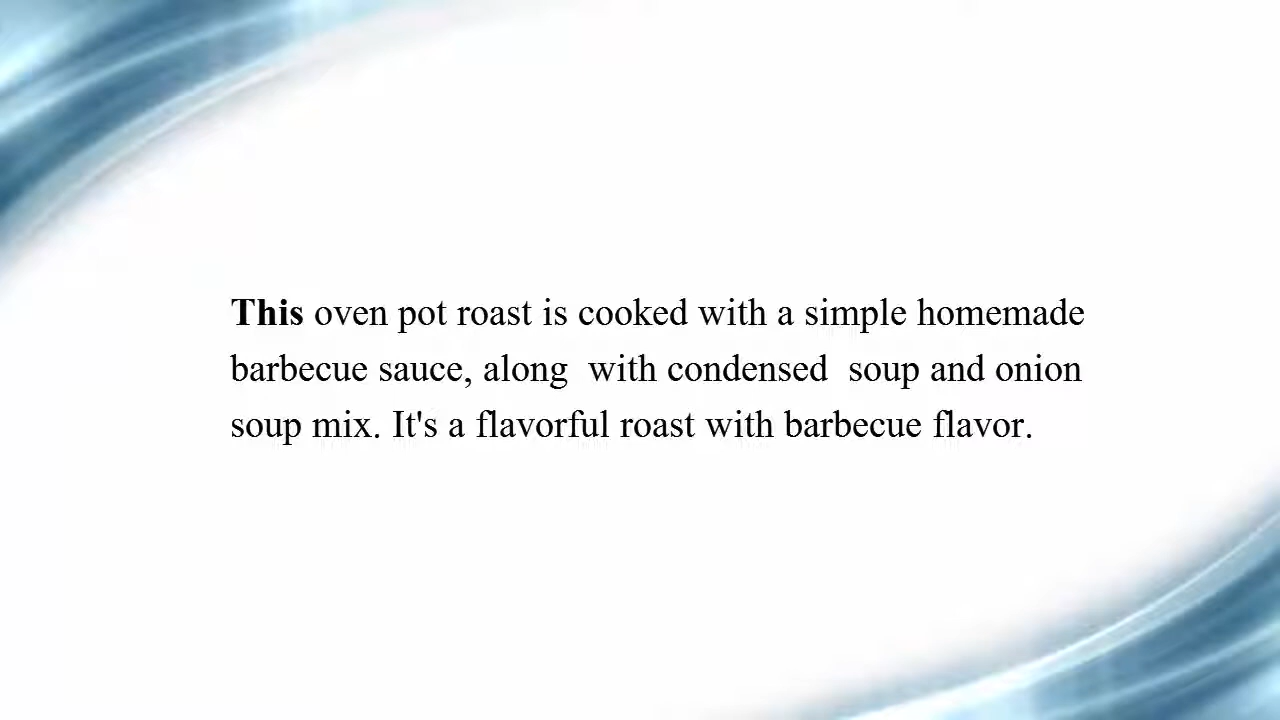 This oven pot roast is cooked with a simple homemade
barbecue sauce, along  with condensed  soup and onion
soup mix. It's a flavorful roast with barbecue flavor.